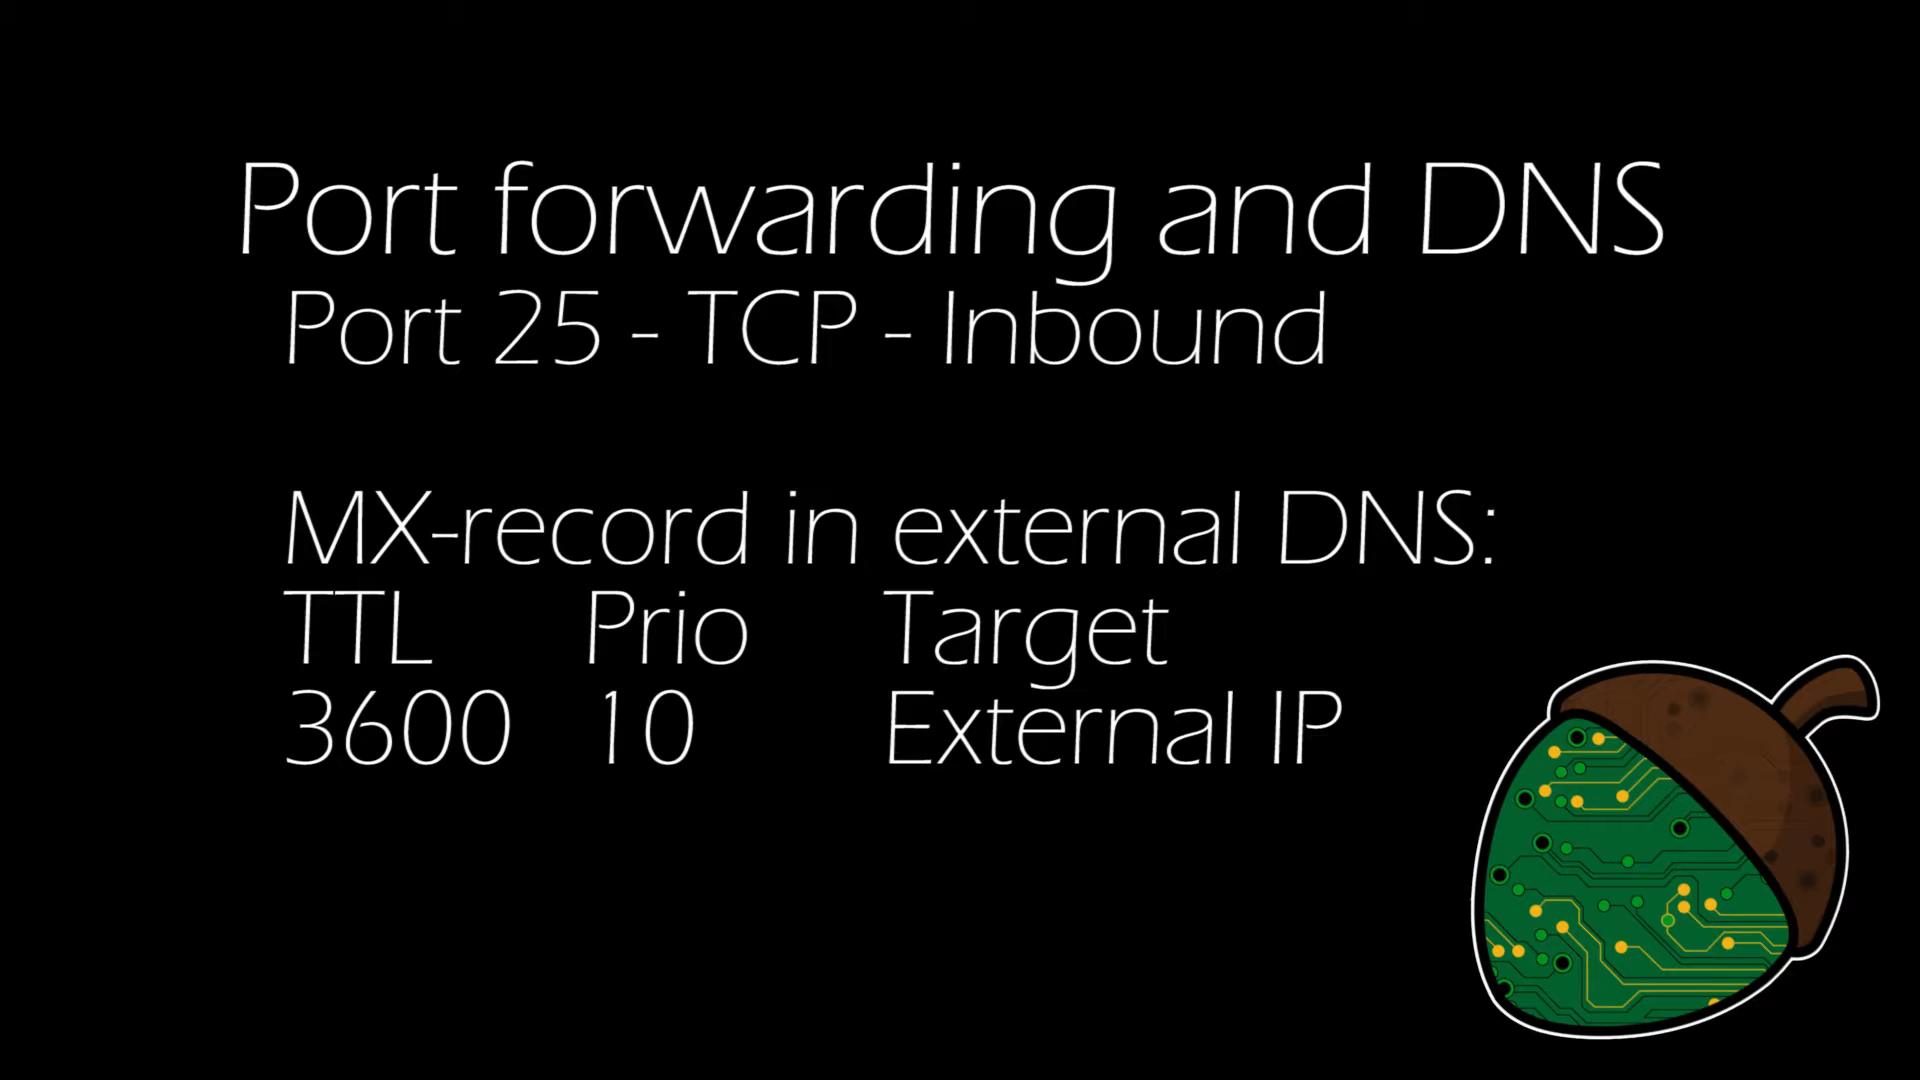 Port forwarding and DNS
Port 25 - TCP - Inbound
MX-record in external DNS:
TTL Prio Target
3600 10 External IP